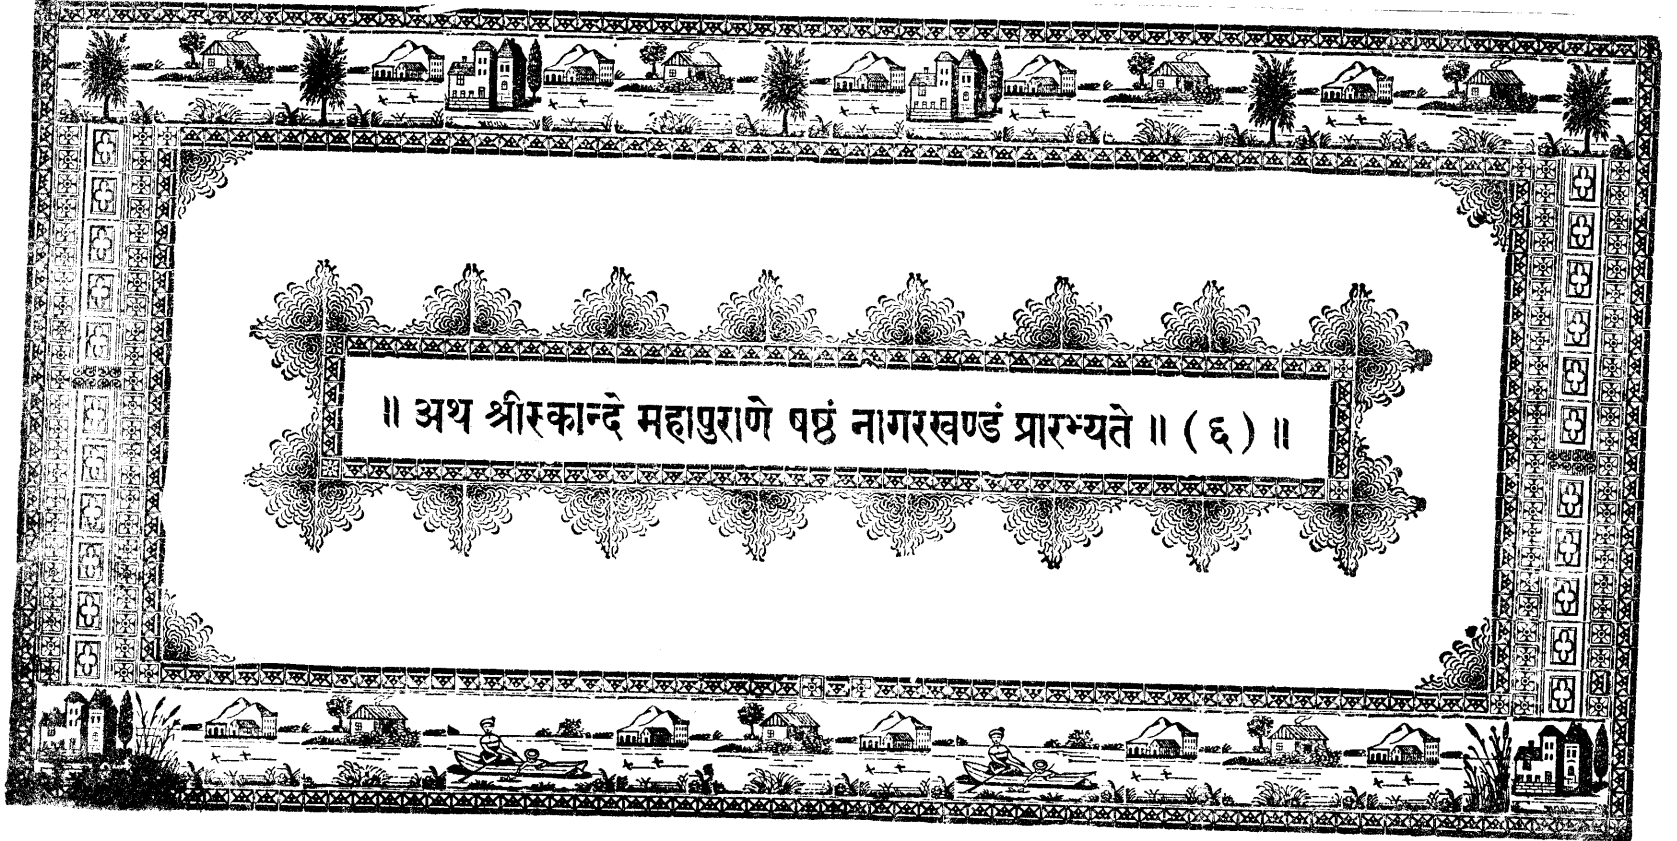 ॥ अथ श्रीस्कान्दे महापुराणे षष्ठं नागरखण्डं प्रारभ्यते ॥ ( ६ ) ॥